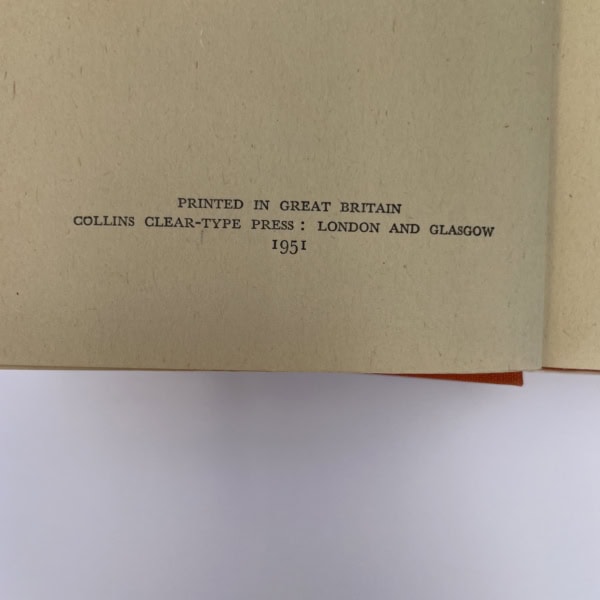 PRINTED IN GREAT BRITAIN
COLLINS CLEAR-TYPE PRESS : LONDON AND GLASGOW
1951